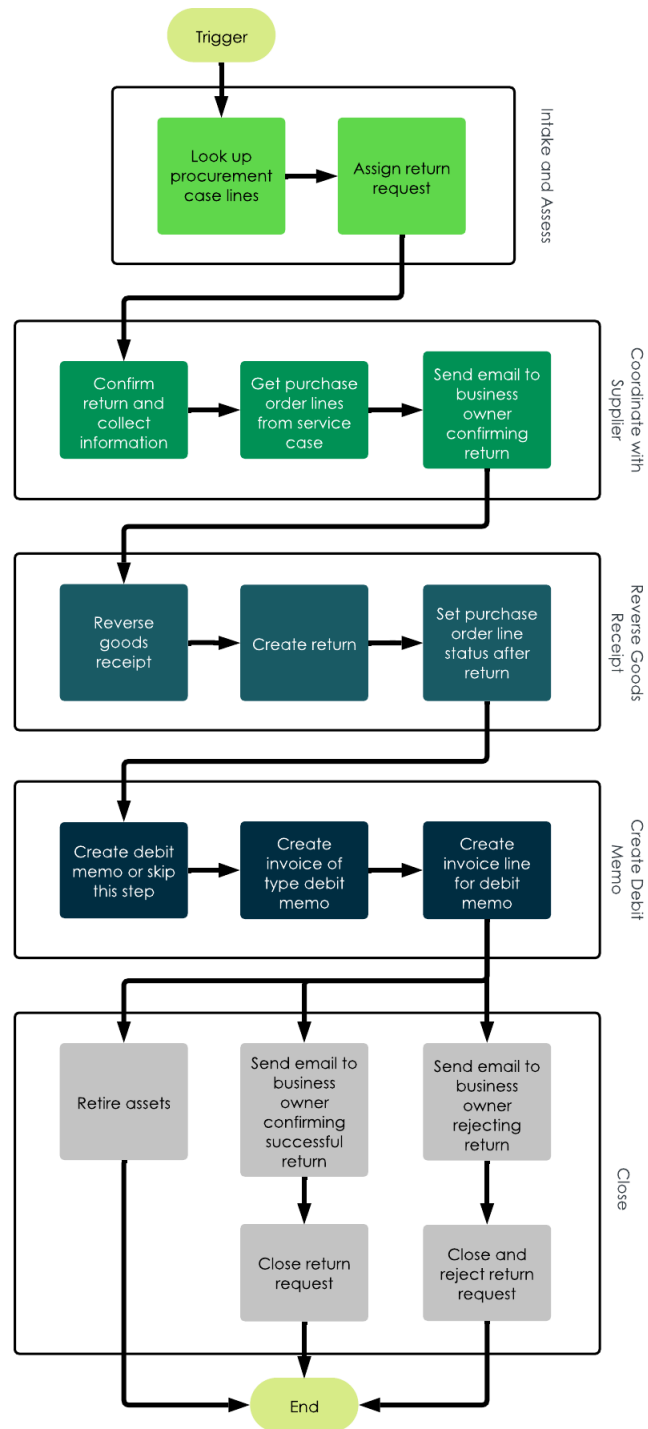 Trigger
Intake and Assess
Look up
procurement
case lines
Assign return
request
Coordinate with
Supplier
Confirm
return and
collect
information
Get purchase
order lines
from service
case
Send email to
business
owner
confirming
return
Reverse Goods
Receipt
Reverse
goods
receipt
Create return
Set purchase
order line
status after
return
Create Debit
Memo
Create debit
memo or skip
this step
Create
invoice of
type debit
memo
Create
invoice line
for debit
memo
Close
Retire assets
Send email to
business
owner
confirming
successful
return
Send email to
business
owner
rejecting
return
Close return
request
Close and
reject return
request
End